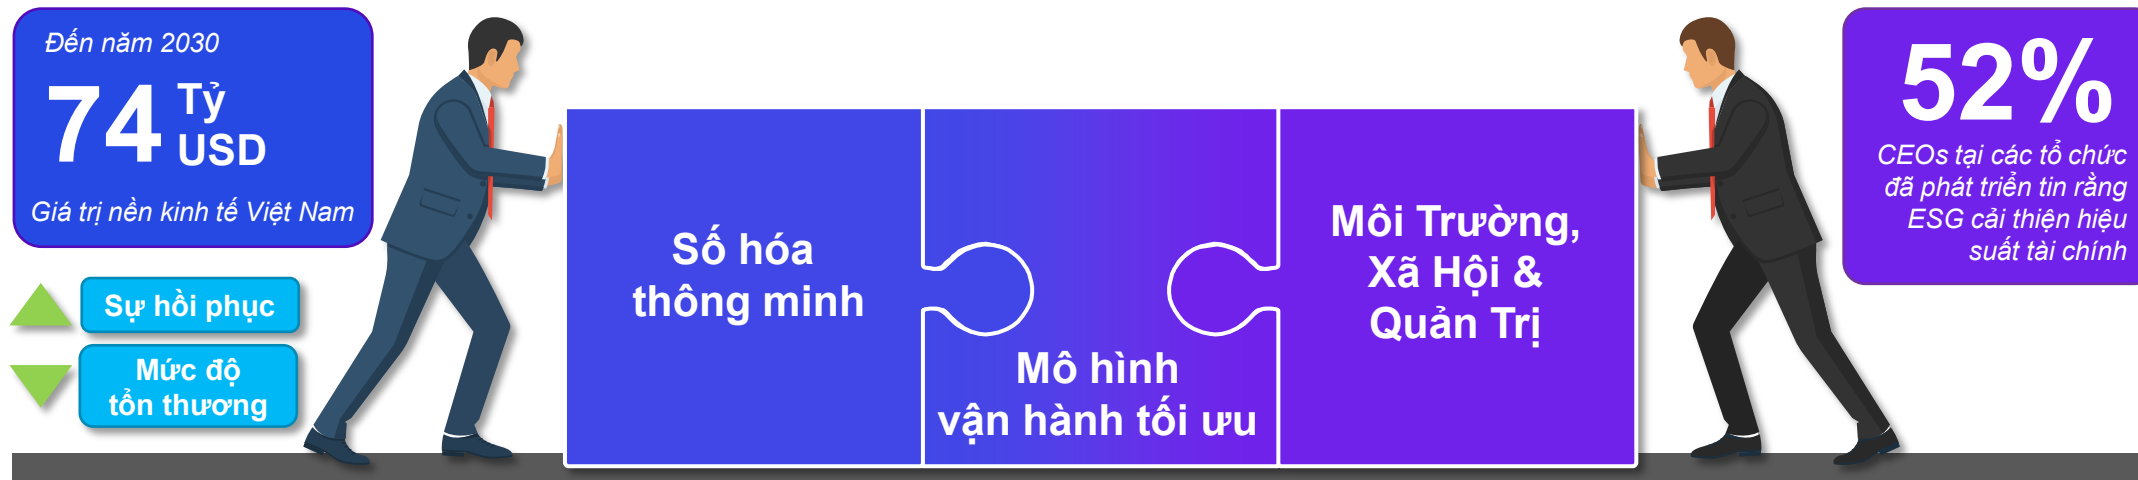 Đến năm 2030
74 Tỷ
USD
Giá trị nền kinh tế Việt Nam
Sự hồi phục
Mức độ
tổn thương
Số hóa
thông minh
Mô hình
vận hành tối ưu
Môi Trường,
Xã Hội &
Quản Trị
52%
CEOs tại các tổ chức
đã phát triển tin rằng
ESG cải thiện hiệu
suất tài chính